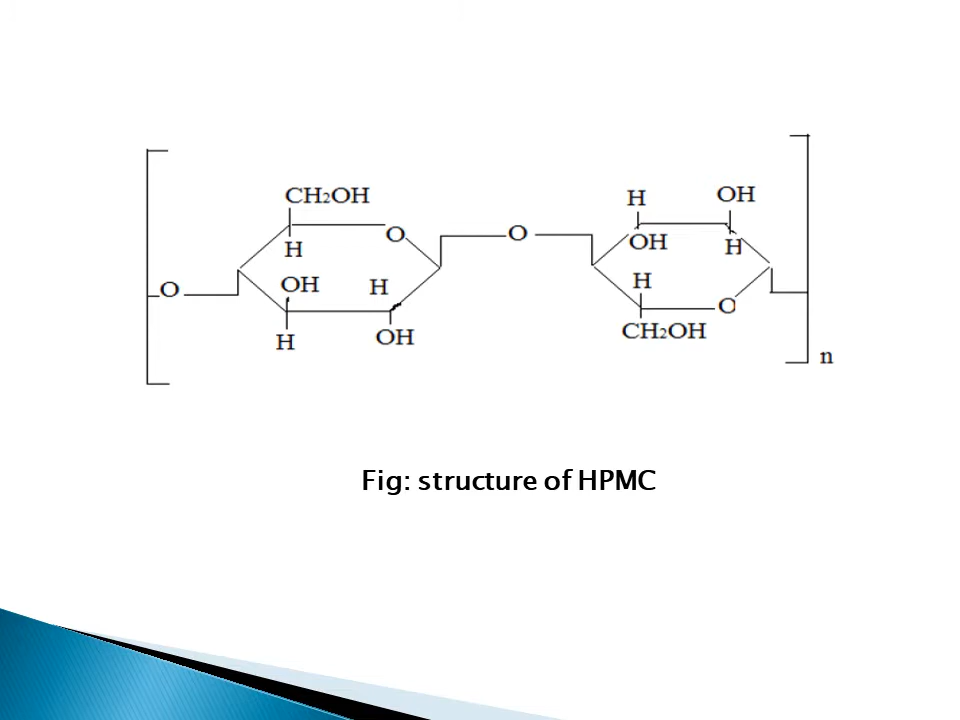 H OH
CH₂OH
O O OH H
H
OH H H
O O
CH₂OH
H OH
n
Fig: structure of HPMC